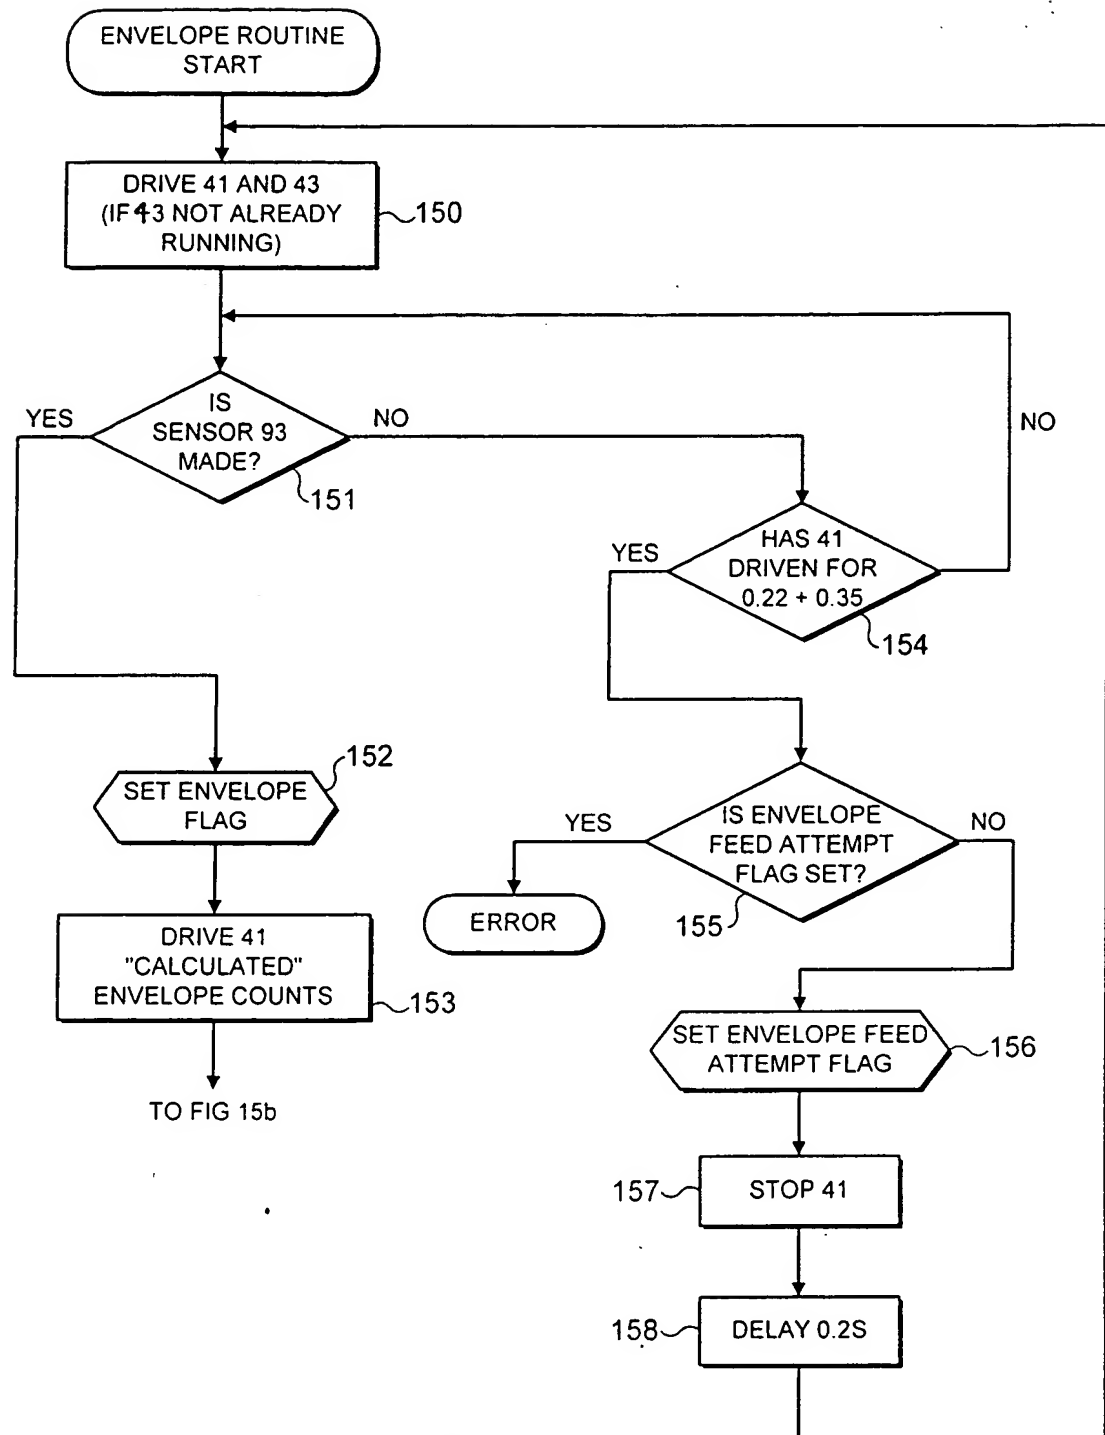 ENVELOPE ROUTINE
START
DRIVE 41 AND 43
(IF 43 NOT ALREADY
RUNNING)
150
IS
SENSOR 93
MADE?
YES
NO
151
HAS 41
DRIVEN FOR
0.22 + 0.35
YES
NO
154
SET ENVELOPE
FLAG
152
DRIVE 41
"CALCULATED"
ENVELOPE COUNTS
153
TO FIG 15b
IS ENVELOPE
FEED ATTEMPT
FLAG SET?
YES
NO
155
ERROR
SET ENVELOPE FEED
ATTEMPT FLAG
156
STOP 41
157
DELAY 0.2S
158